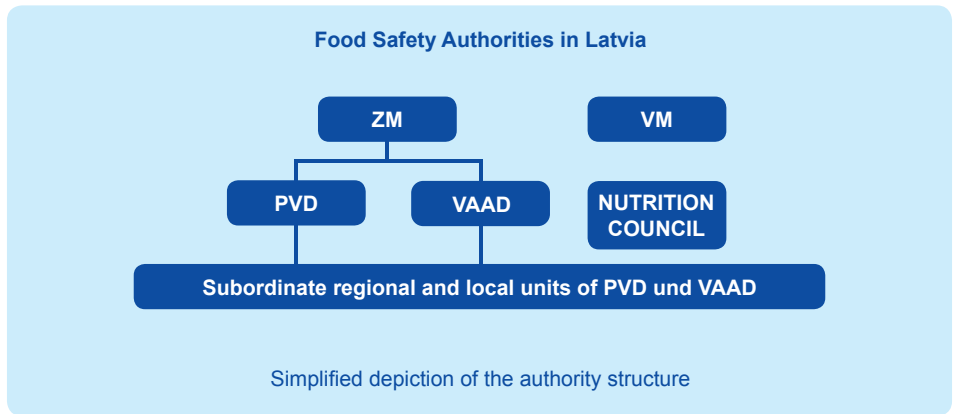 Food Safety Authorities in Latvia
ZM
VM
PVD
VAAD
NUTRITION
COUNCIL
Subordinate regional and local units of PVD und VAAD
Simplified depiction of the authority structure